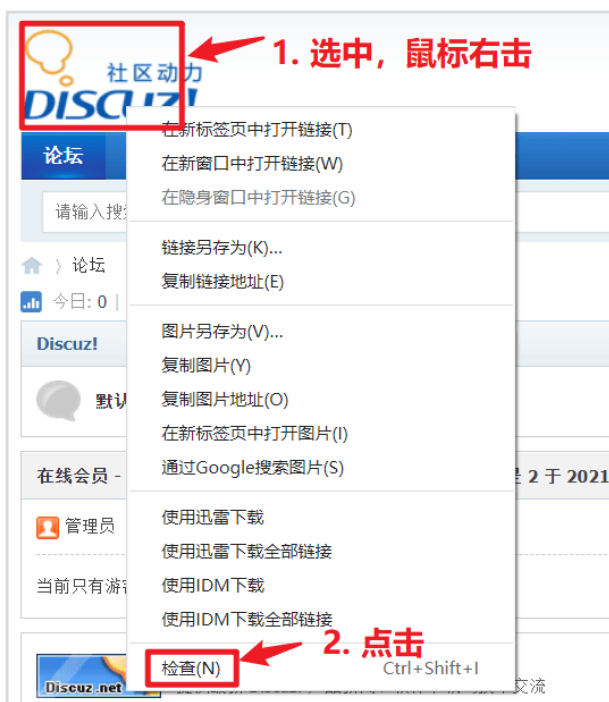 1. 选中，鼠标右击
社区动力
DISCUZ!
在新标签页中打开链接(T)
论坛
在新窗口中打开链接(W)
在隐身窗口中打开链接(G)
请输入搜
链接另存为(K)...
论坛
复制链接地址(E)
今日: 0 |
图片另存为(V)...
Discuz!
复制图片(Y)
复制图片地址(O)
默认
在新标签页中打开图片(I)
通过Google搜索图片(S)
在线会员 -
2 于 2021
使用迅雷下载
管理员
使用迅雷下载全部链接
使用IDM下载
当前只有游
使用IDM下载全部链接
2. 点击
检查(N) Ctrl+Shift+I
Discuz.net
交流